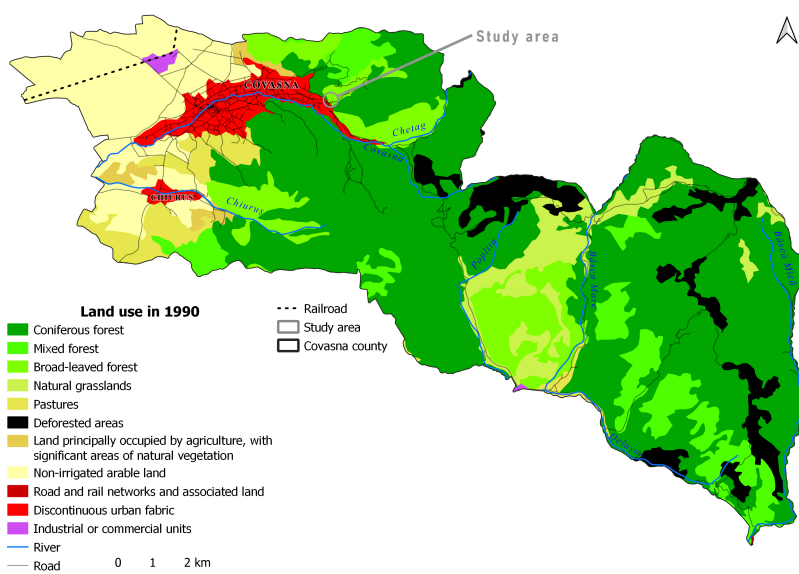 Study area
COVASNA
Chetag
Covasna
CHIURUS
Chiurus
Paplita
Bâsca Mare
Basca Mică
Delușor
Land use in 1990
Coniferous forest
Mixed forest
Broad-leaved forest
Natural grasslands
Pastures
Deforested areas
Land principally occupied by agriculture, with
significant areas of natural vegetation
Non-irrigated arable land
Road and rail networks and associated land
Discontinuous urban fabric
Industrial or commercial units
River
Road
Railroad
Study area
Covasna county
0 1 2 km